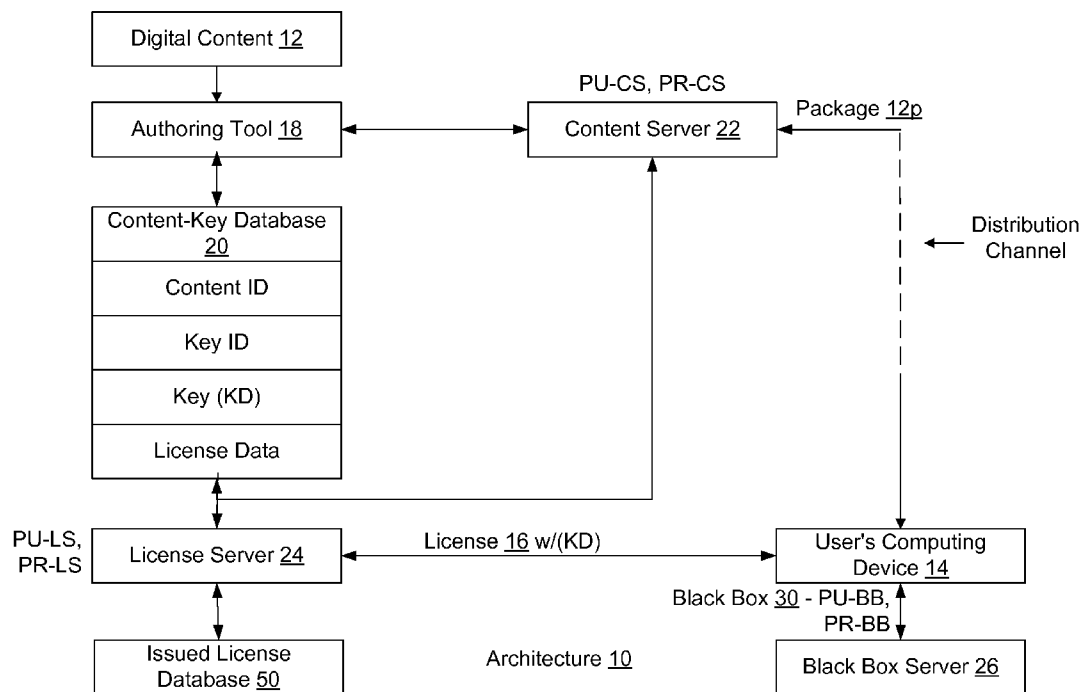 Digital Content 12
PU-CS, PR-CS
Authoring Tool 18
Content Server 22
Package 12p
Distribution
Channel
Content-Key Database
20
Content ID
Key ID
Key (KD)
License Data
PU-LS,
PR-LS
License Server 24
License 16 w/(KD)
User's Computing
Device 14
Black Box 30 - PU-BB,
PR-BB
Issued License
Database 50
Architecture 10
Black Box Server 26